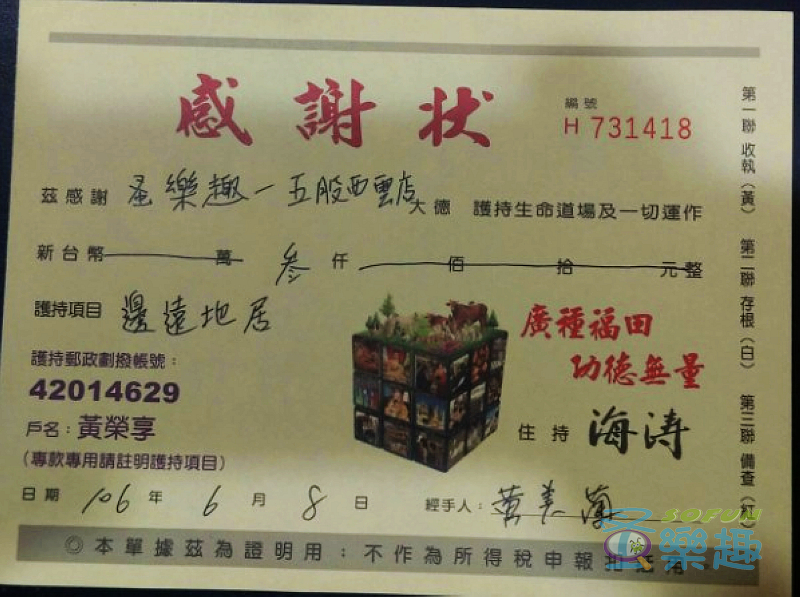 感謝狀
編號
H 731418
茲感謝 圣樂趣-五股西雲店 大德 護持生命道場及一切運作
新台幣 萬 叁 仟 佰 拾 元整
護持項目 邊遠地居
廣種福田
功德無量
護持郵政劃撥帳號:
42014629
戶名:黃榮享
(專款專用請註明護持項目)
住持 海濤
日期 106 年 6 月 8 日 經手人:黃美蘭
◎本單據茲為證明用;不作為所得稅申報
第一聯 收執(黃) 第二聯 存根(白) 第三聯 備查(紅)
SOFUN
樂趣